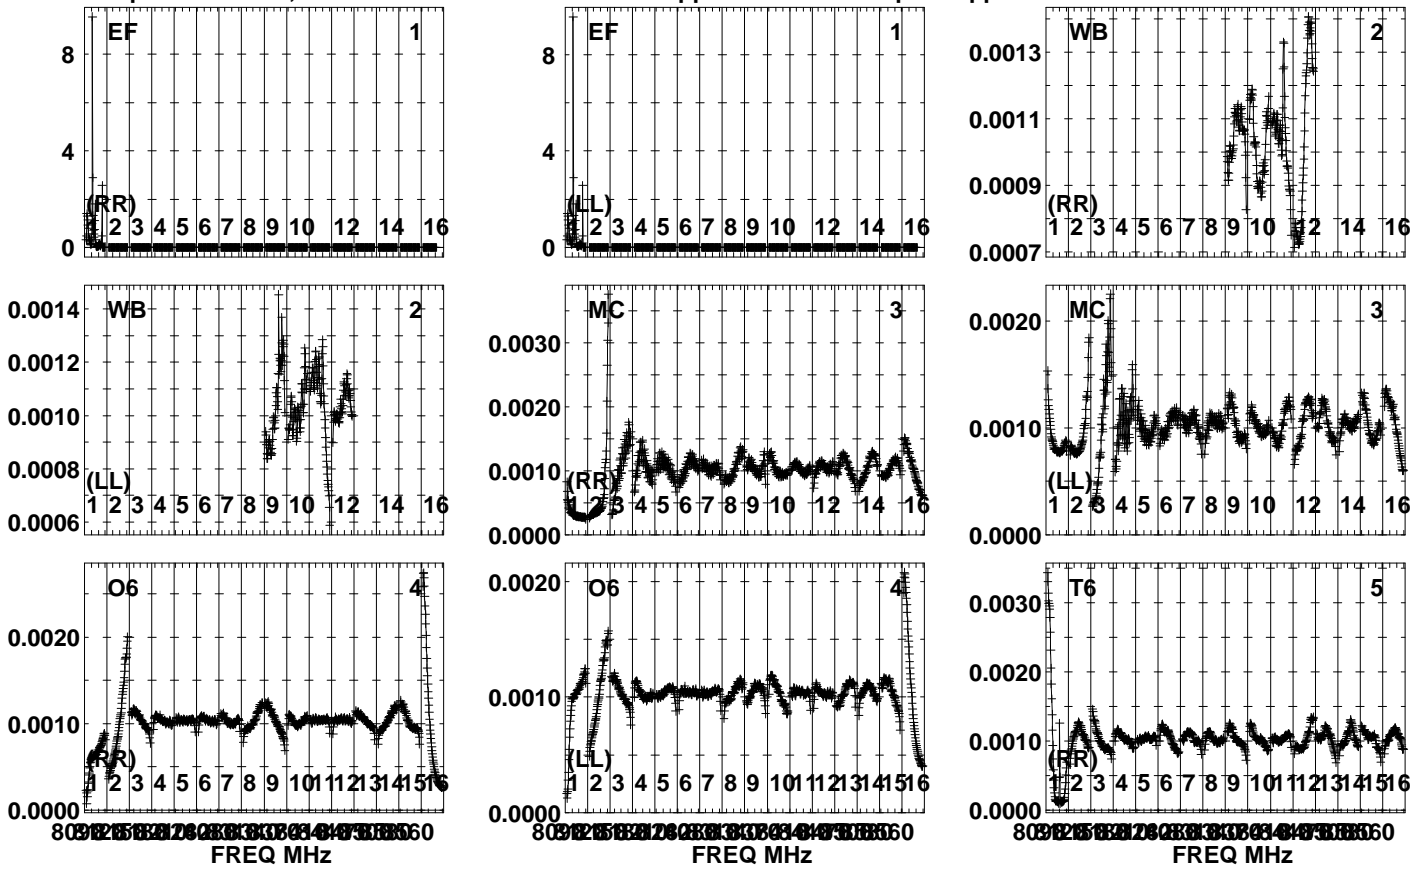 EF 1
8
4
0
(RR)
2 3 4 5 6 7 8 9 10 12 14 16
EF 1
8
4
0
(LL)
2 3 4 5 6 7 8 9 10 12 14 16
WB 2
0.0013
0.0011
0.0009
0.0007
(RR)
1 2 3 4 5 6 7 8 9 10 12 14 16
WB 2
0.0014
0.0012
0.0010
0.0008
0.0006
(LL)
1 2 3 4 5 6 7 8 9 10 12 14 16
MC 3
0.0030
0.0020
0.0010
0.0000
(RR)
1 2 3 4 5 6 7 8 9 10 12 14 16
MC 3
0.0020
0.0010
0.0000
(LL)
1 2 3 4 5 6 7 8 9 10 12 14 16
O6 4
0.0020
0.0010
0.0000
(RR)
1 2 3 4 5 6 7 8 9 10 11 12 13 14 15 16
FREQ MHz
O6 4
0.0020
0.0010
0.0000
(LL)
1 2 3 4 5 6 7 8 9 10 11 12 13 14 15 16
FREQ MHz
T6 5
0.0030
0.0020
0.0010
0.0000
(RR)
1 2 3 4 5 6 7 8 9 10 11 12 13 14 15 16
FREQ MHz